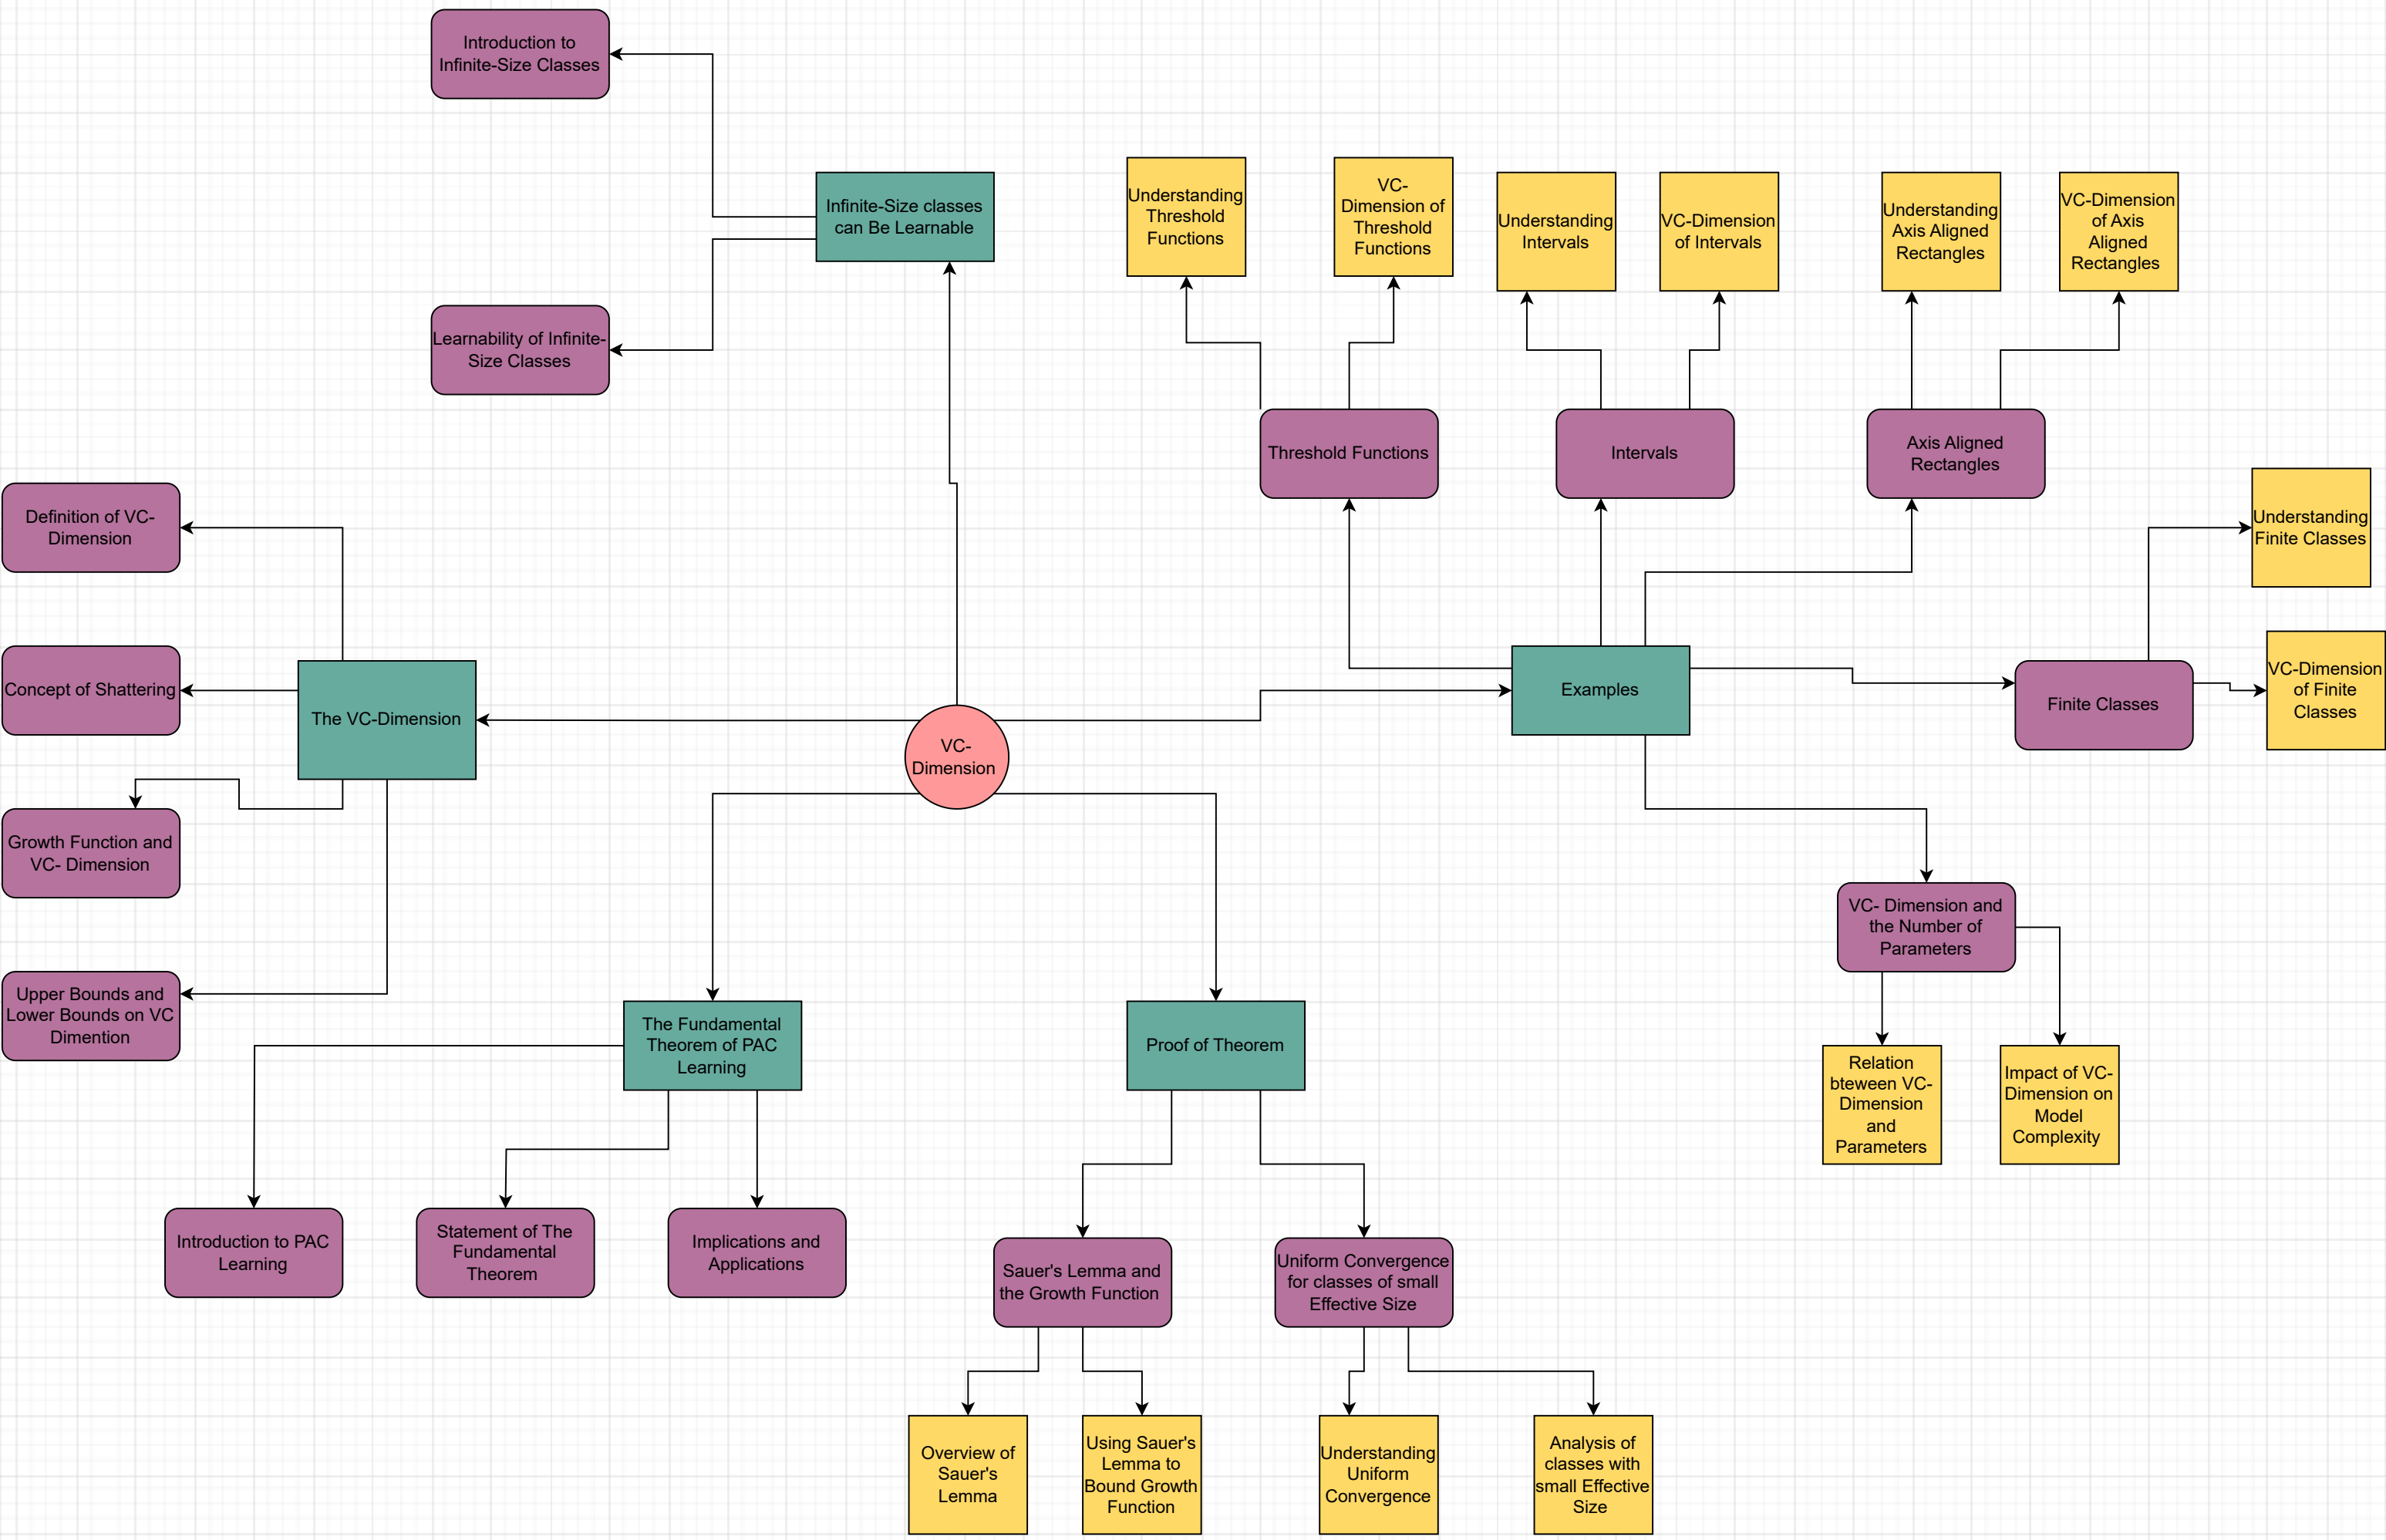 Introduction to
Infinite-Size Classes
Infinite-Size classes
can Be Learnable
Learnability of Infinite-
Size Classes
Understanding
Threshold
Functions
VC-
Dimension of
Threshold
Functions
Understanding
Intervals
VC-Dimension
of Intervals
Understanding
Axis Aligned
Rectangles
VC-Dimension
of Axis
Aligned
Rectangles
Threshold Functions
Intervals
Axis Aligned
Rectangles
Understanding
Finite Classes
Definition of VC-
Dimension
Concept of Shattering
The VC-Dimension
VC-
Dimension
Examples
Finite Classes
VC-Dimension
of Finite
Classes
Growth Function and
VC- Dimension
Upper Bounds and
Lower Bounds on VC
Dimention
VC- Dimension and
the Number of
Parameters
The Fundamental
Theorem of PAC
Learning
Proof of Theorem
Relation
bteween VC-
Dimension
and
Parameters
Impact of VC-
Dimension on
Model
Complexity
Introduction to PAC
Learning
Statement of The
Fundamental
Theorem
Implications and
Applications
Sauer's Lemma and
the Growth Function
Uniform Convergence
for classes of small
Effective Size
Overview of
Sauer's
Lemma
Using Sauer's
Lemma to
Bound Growth
Function
Understanding
Uniform
Convergence
Analysis of
classes with
small Effective
Size